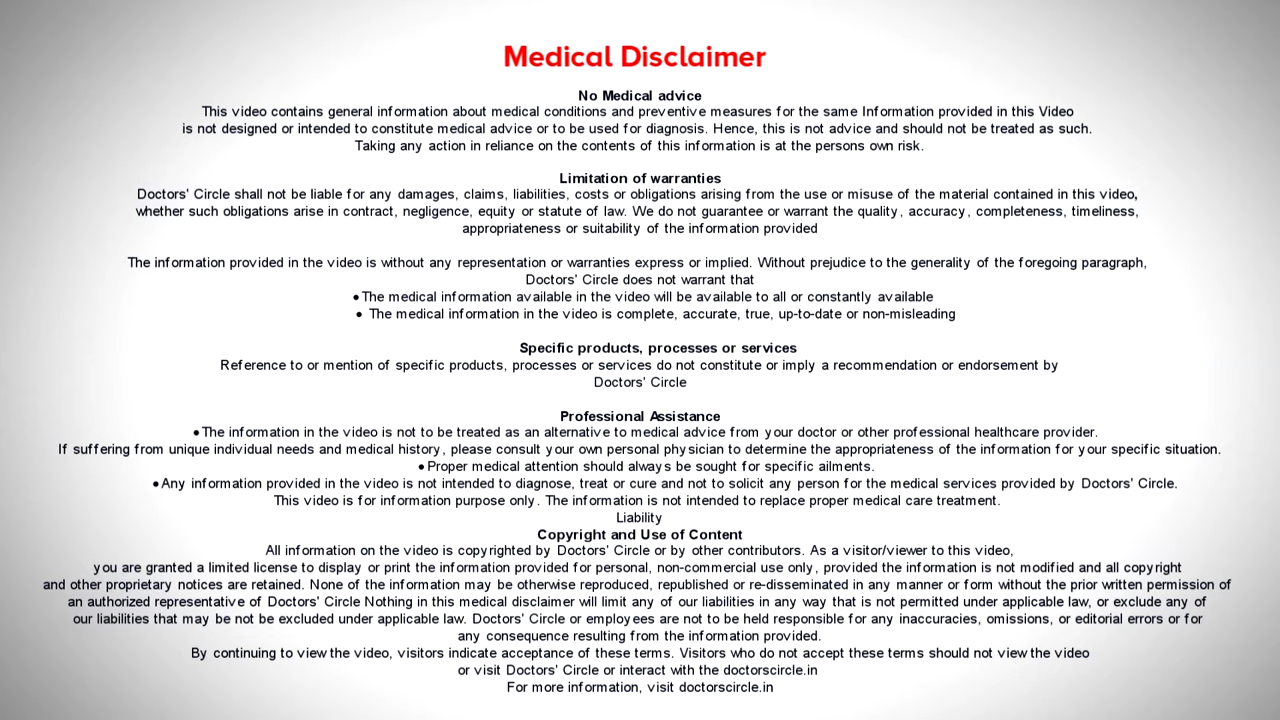 Medical Disclaimer
No Medical advice
This video contains general information about medical conditions and preventive measures for the same Information provided in this Video
is not designed or intended to constitute medical advice or to be used for diagnosis. Hence, this is not advice and should not be treated as such.
Taking any action in reliance on the contents of this information is at the persons own risk.
Limitation of warranties
Doctors' Circle shall not be liable for any damages, claims, liabilities, costs or obligations arising from the use or misuse of the material contained in this video,
whether such obligations arise in contract, negligence, equity or statute of law. We do not guarantee or warrant the quality, accuracy, completeness, timeliness,
appropriateness or suitability of the information provided
The information provided in the video is without any representation or warranties express or implied. Without prejudice to the generality of the foregoing paragraph,
Doctors' Circle does not warrant that
• The medical information available in the video will be available to all or constantly available
• The medical information in the video is complete, accurate, true, up-to-date or non-misleading
Specific products, processes or services
Reference to or mention of specific products, processes or services do not constitute or imply a recommendation or endorsement by
Doctors' Circle
Professional Assistance
• The information in the video is not to be treated as an alternative to medical advice from your doctor or other professional healthcare provider.
If suffering from unique individual needs and medical history, please consult your own personal physician to determine the appropriateness of the information for your specific situation.
• Proper medical attention should always be sought for specific ailments.
• Any information provided in the video is not intended to diagnose, treat or cure and not to solicit any person for the medical services provided by Doctors' Circle.
This video is for information purpose only. The information is not intended to replace proper medical care treatment.
Liability
Copyright and Use of Content
All information on the video is copyrighted by Doctors' Circle or by other contributors. As a visitor/viewer to this video,
you are granted a limited license to display or print the information provided for personal, non-commercial use only, provided the information is not modified and all copyright
and other proprietary notices are retained. None of the information may be otherwise reproduced, republished or re-disseminated in any manner or form without the prior written permission of
an authorized representative of Doctors' Circle Nothing in this medical disclaimer will limit any of our liabilities in any way that is not permitted under applicable law, or exclude any of
our liabilities that may be not be excluded under applicable law. Doctors' Circle or employees are not to be held responsible for any inaccuracies, omissions, or editorial errors or for
any consequence resulting from the information provided.
By continuing to view the video, visitors indicate acceptance of these terms. Visitors who do not accept these terms should not view the video
or visit Doctors' Circle or interact with the doctorscircle.in
For more information, visit doctorscircle.in